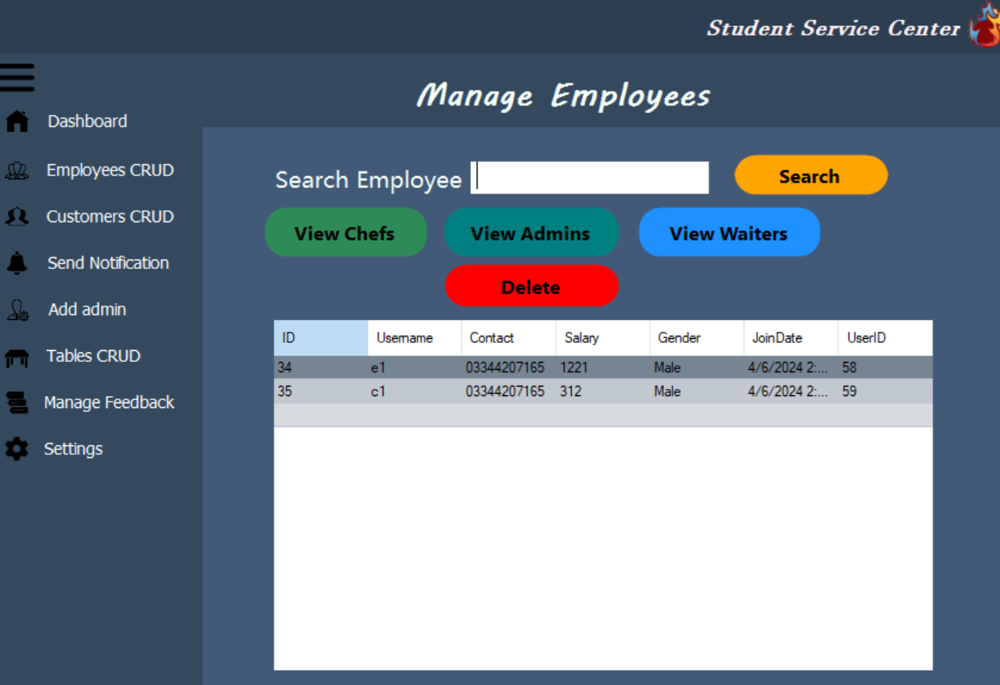 Student Service Center
Manage Employees
Dashboard
Employees CRUD
Customers CRUD
Send Notification
Add admin
Tables CRUD
Manage Feedback
Settings
Search Employee
Search
View Chefs View Admins View Waiters
Delete
ID Username Contact Salary Gender JoinDate UserID
34 e1 03344207165 1221 Male 4/6/2024 2:... 58
35 c1 03344207165 312 Male 4/6/2024 2:... 59